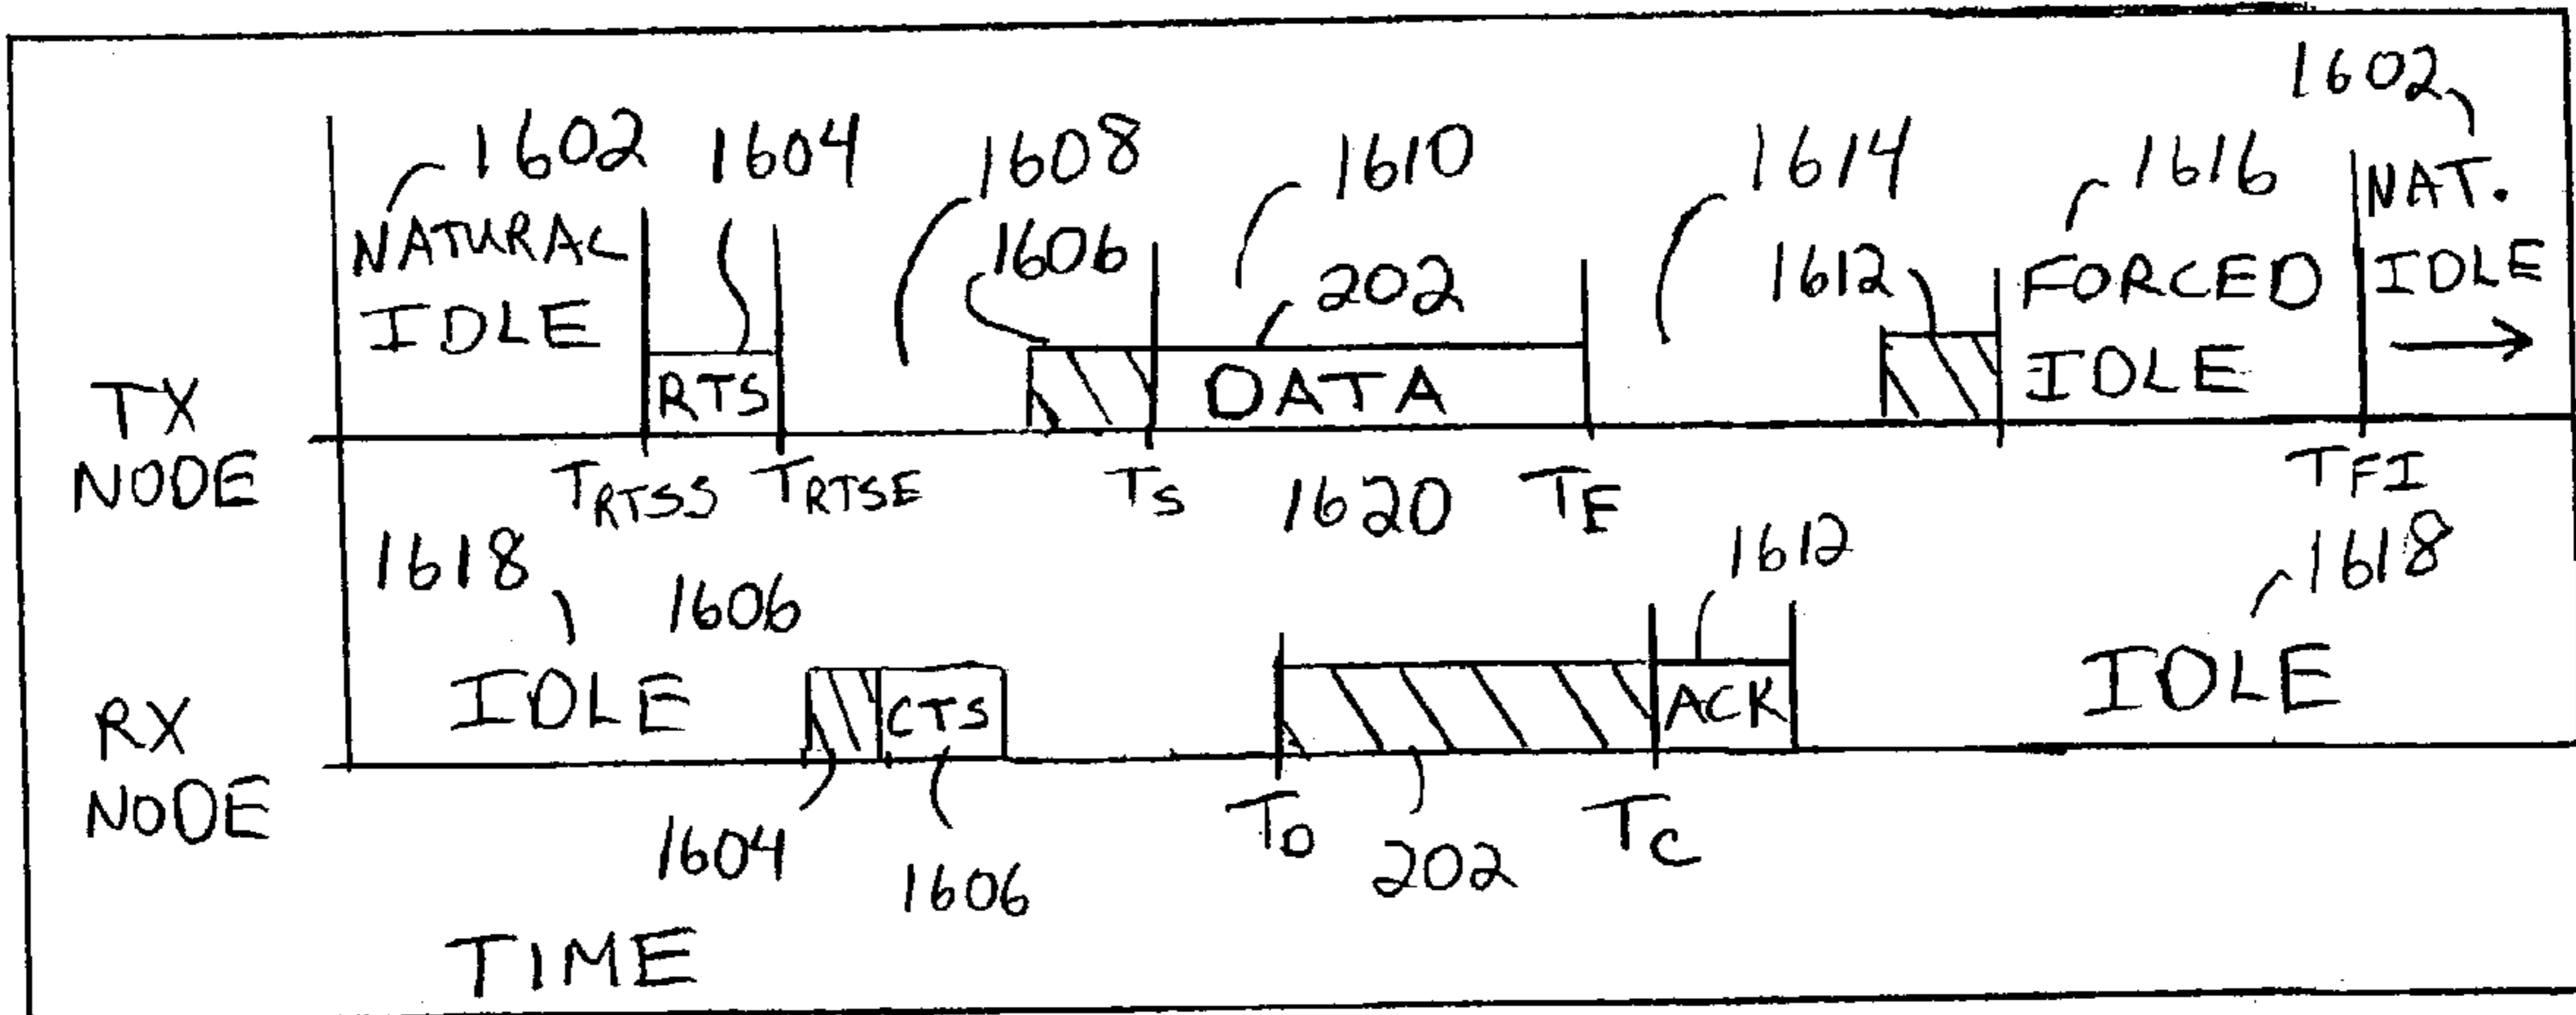 1602
1602 1604 1608 1610 1614 1616 NAT.
NATURAL 1606 202 1612 FORCED IDLE
IDLE IDLE
RTS DATA
TX
NODE
TRTSS TRTSE TS 1620 TE TFI
1618 1606 1612 1618
IDLE CTS ACK IDLE
RX
NODE
1604 1606 TD 202 TC
TIME